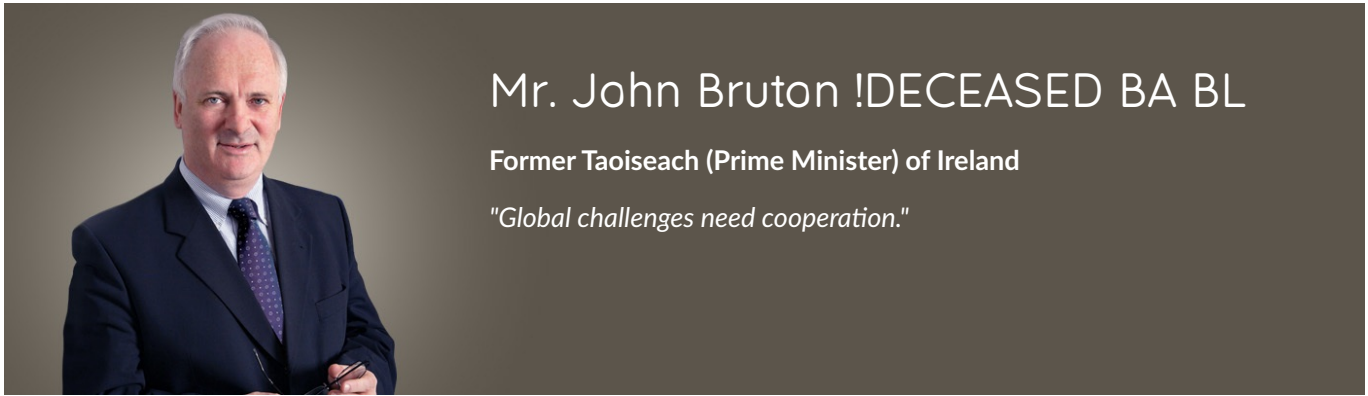 Mr. John Bruton !DECEASED BA BL
Former Taoiseach (Prime Minister) of Ireland
"Global challenges need cooperation."